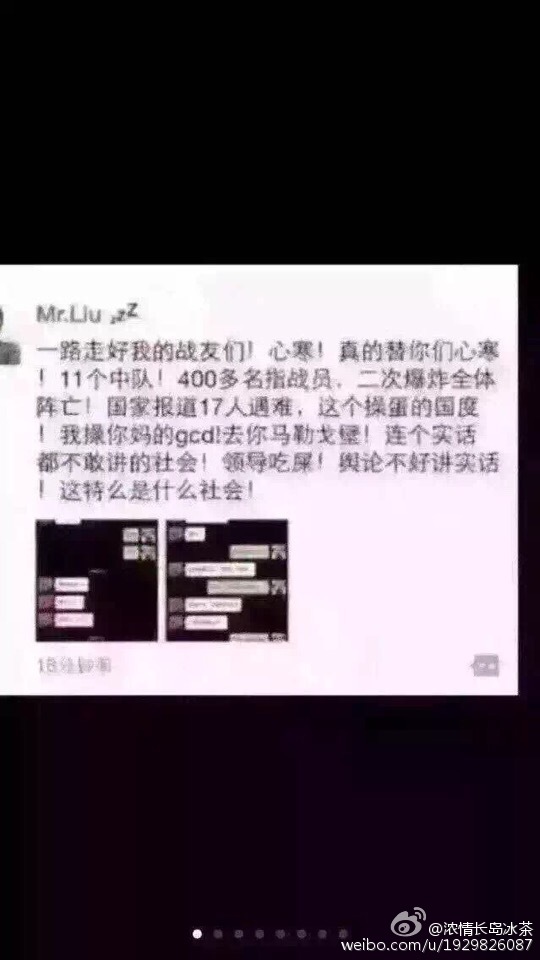 Mr.Liu zzZ
一路走好我的战友们！心寒！真的替你们心寒
！11个中队！400多名指战员，二次爆炸全体
阵亡！国家报道17人遇难，这个操蛋的国度
！我操你妈的gcd!去你马勒戈壁！连个实话
都不敢讲的社会！领导吃屎！舆论不好讲实话
！这特么是什么社会！
18分钟前
@浓情长岛冰茶
weibo.com/u/1929826087